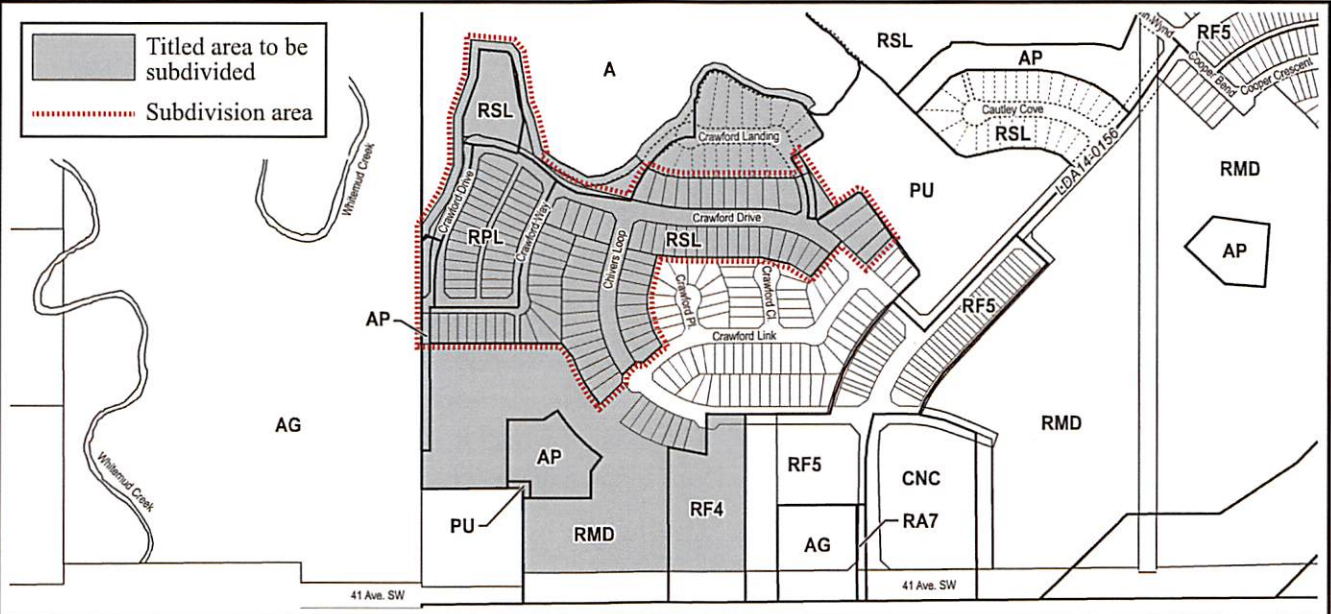 Titled area to be
subdivided
Subdivision area
RSL
A
RSL
AP
RF5
Cooper Bend
Cooper Crescent
Cautley Cove
RSL
LDA14-0156
Crawford Landing
Whitemud Creek
Whitemud Creek
PU
RMD
AP
Crawford Drive
RPL
Crawford Way
Crawford Drive
RSL
Chivers Loop
Crawford Pl.
Crawford Cl.
Crawford Link
AP
RF5
AG
RMD
AP
RF5
CNC
PU
RMD
RF4
RA7
AG
41 Ave. SW
41 Ave. SW